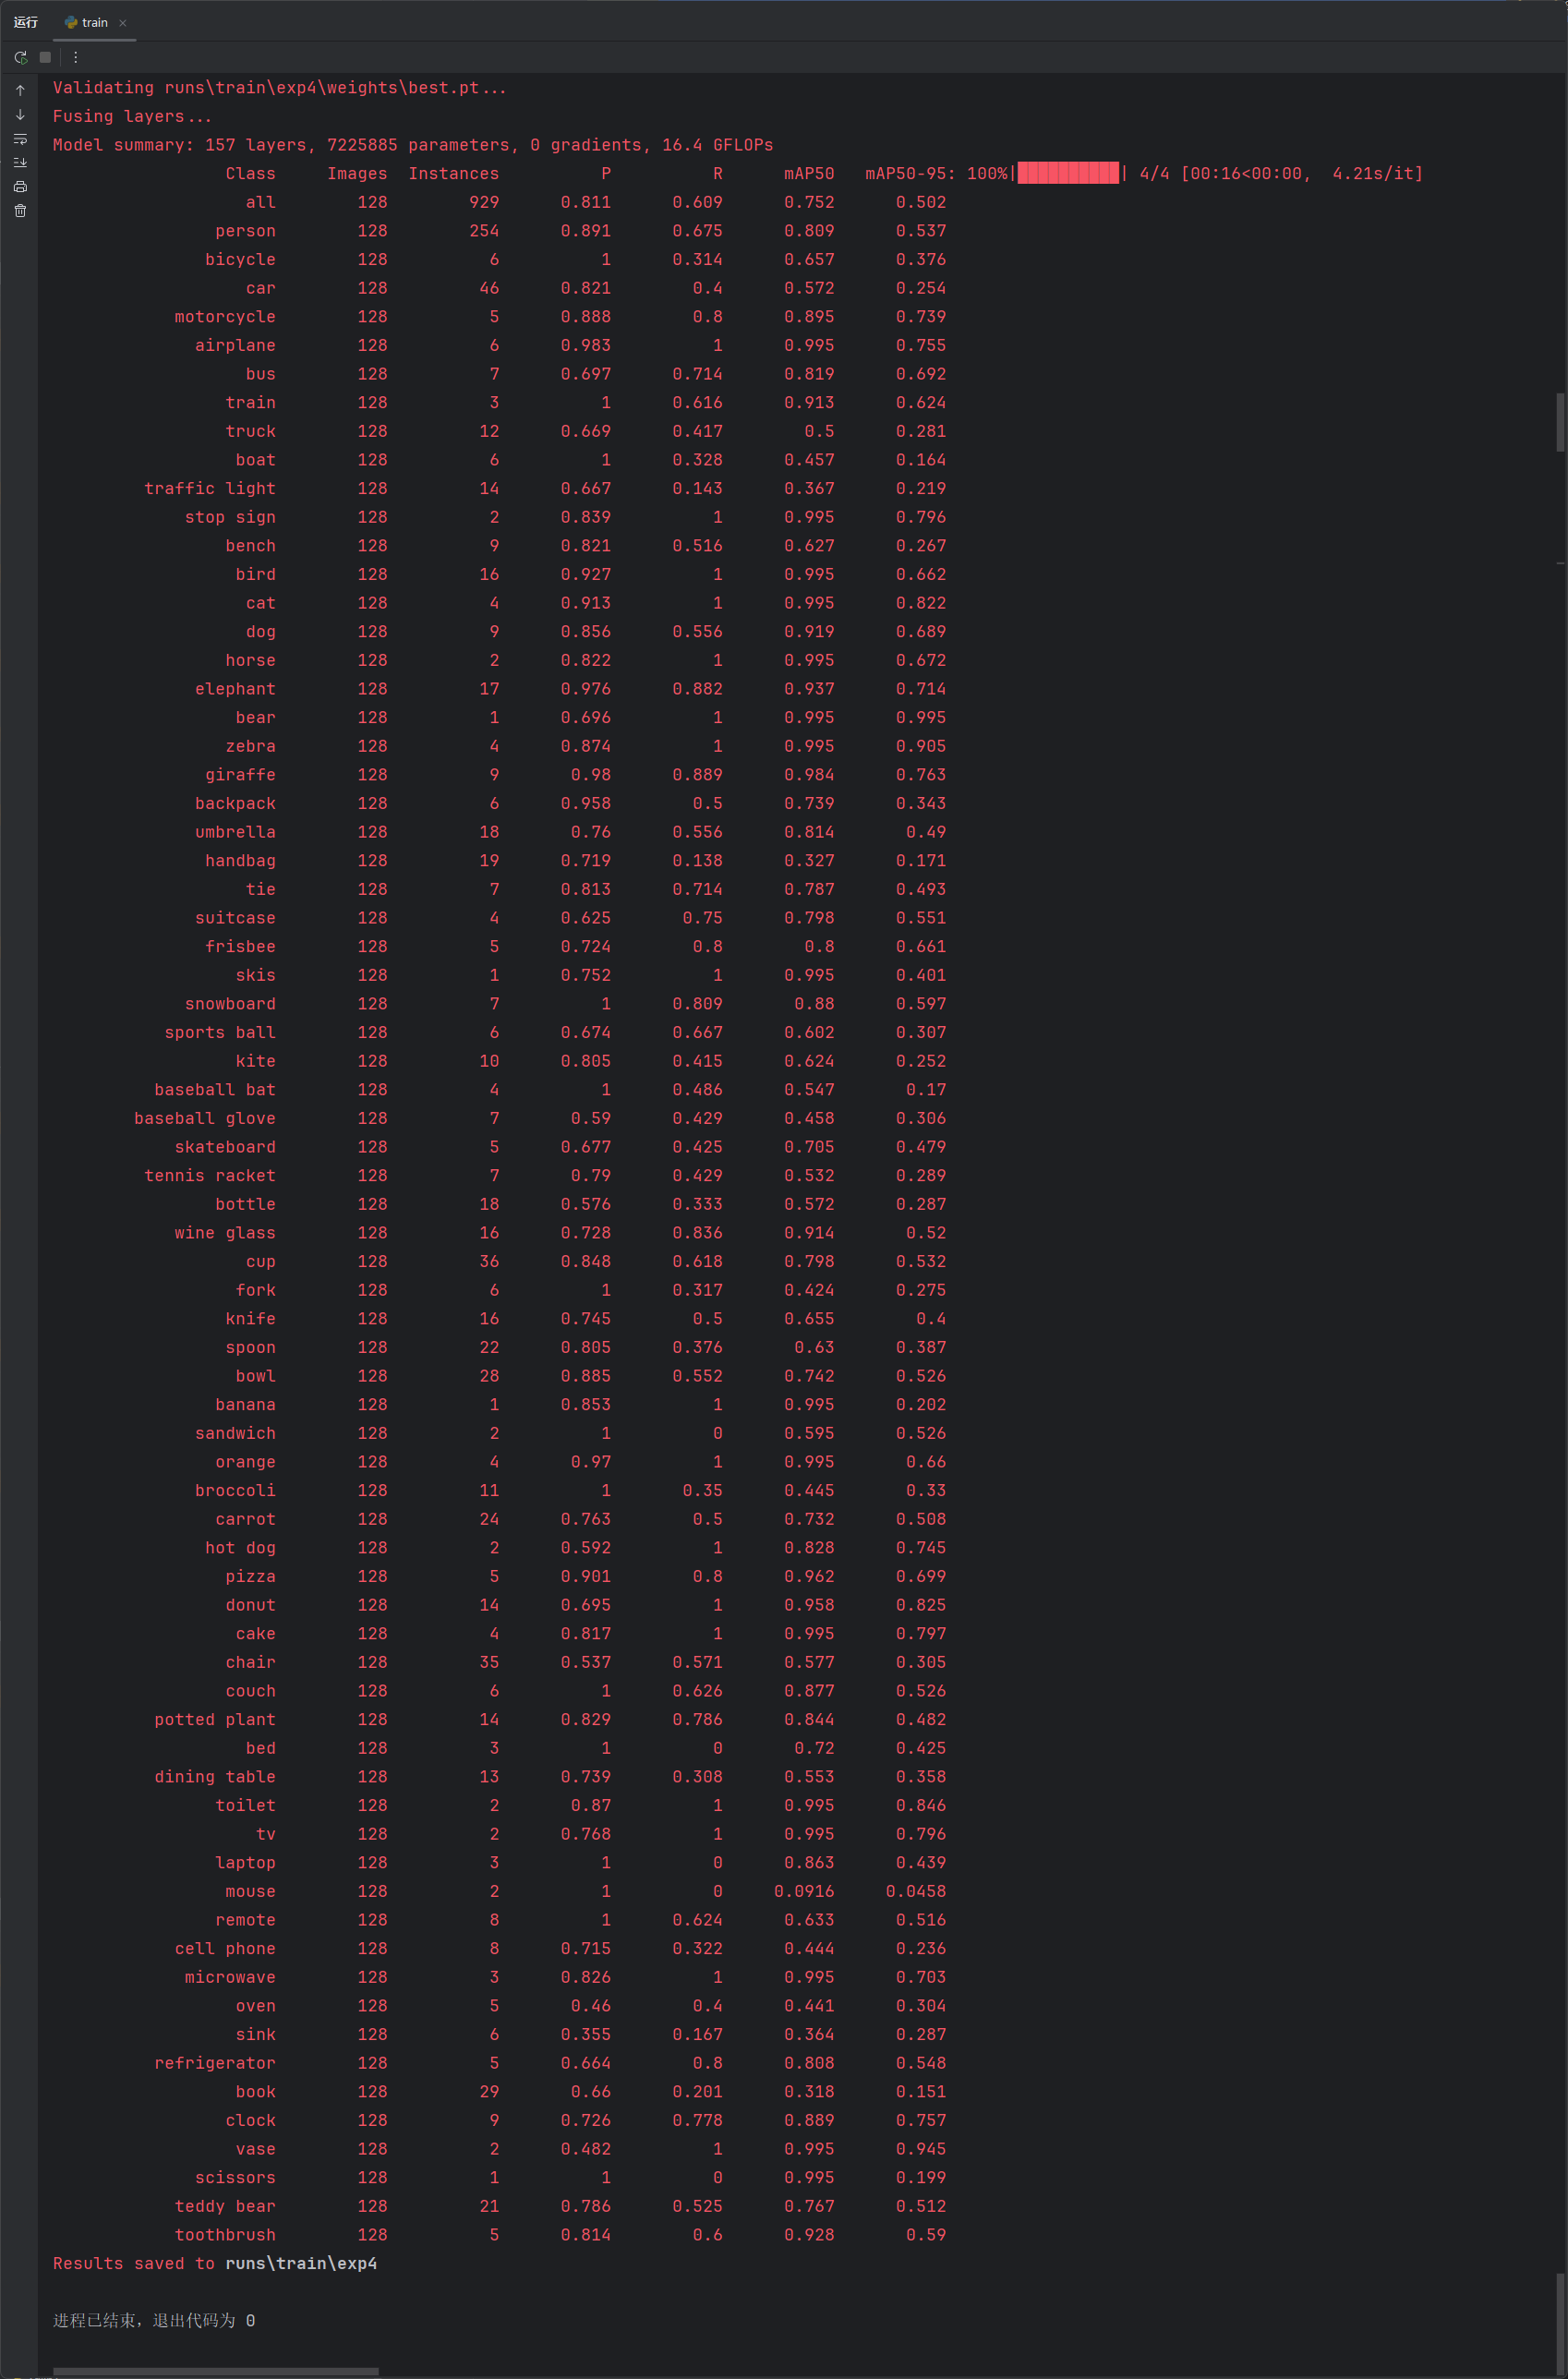 运行 train
Validating runs\train\exp4\weights\best.pt...
Fusing layers...
Model summary: 157 layers, 7225885 parameters, 0 gradients, 16.4 GFLOPs
Class Images Instances P R mAP50 mAP50-95: 100%|██████████| 4/4 [00:16<00:00, 4.21s/it]
all 128 929 0.811 0.609 0.752 0.502
person 128 254 0.891 0.675 0.809 0.537
bicycle 128 6 1 0.314 0.657 0.376
car 128 46 0.821 0.4 0.572 0.254
motorcycle 128 5 0.888 0.8 0.895 0.739
airplane 128 6 0.983 1 0.995 0.755
bus 128 7 0.697 0.714 0.819 0.692
train 128 3 1 0.616 0.913 0.624
truck 128 12 0.669 0.417 0.5 0.281
boat 128 6 1 0.328 0.457 0.164
traffic light 128 14 0.667 0.143 0.367 0.219
stop sign 128 2 0.839 1 0.995 0.796
bench 128 9 0.821 0.516 0.627 0.267
bird 128 16 0.927 1 0.995 0.662
cat 128 4 0.913 1 0.995 0.822
dog 128 9 0.856 0.556 0.919 0.689
horse 128 2 0.822 1 0.995 0.672
elephant 128 17 0.976 0.882 0.937 0.714
bear 128 1 0.696 1 0.995 0.995
zebra 128 4 0.874 1 0.995 0.905
giraffe 128 9 0.98 0.889 0.984 0.763
backpack 128 6 0.958 0.5 0.739 0.343
umbrella 128 18 0.76 0.556 0.814 0.49
handbag 128 19 0.719 0.138 0.327 0.171
tie 128 7 0.813 0.714 0.787 0.493
suitcase 128 4 0.625 0.75 0.798 0.551
frisbee 128 5 0.724 0.8 0.8 0.661
skis 128 1 0.752 1 0.995 0.401
snowboard 128 7 1 0.809 0.88 0.597
sports ball 128 6 0.674 0.667 0.602 0.307
kite 128 10 0.805 0.415 0.624 0.252
baseball bat 128 4 1 0.486 0.547 0.17
baseball glove 128 7 0.59 0.429 0.458 0.306
skateboard 128 5 0.677 0.425 0.705 0.479
tennis racket 128 7 0.79 0.429 0.532 0.289
bottle 128 18 0.576 0.333 0.572 0.287
wine glass 128 16 0.728 0.836 0.914 0.52
cup 128 36 0.848 0.618 0.798 0.532
fork 128 6 1 0.317 0.424 0.275
knife 128 16 0.745 0.5 0.655 0.4
spoon 128 22 0.805 0.376 0.63 0.387
bowl 128 28 0.885 0.552 0.742 0.526
banana 128 1 0.853 1 0.995 0.202
sandwich 128 2 1 0 0.595 0.526
orange 128 4 0.97 1 0.995 0.66
broccoli 128 11 1 0.35 0.445 0.33
carrot 128 24 0.763 0.5 0.732 0.508
hot dog 128 2 0.592 1 0.828 0.745
pizza 128 5 0.901 0.8 0.962 0.699
donut 128 14 0.695 1 0.958 0.825
cake 128 4 0.817 1 0.995 0.797
chair 128 35 0.537 0.571 0.577 0.305
couch 128 6 1 0.626 0.877 0.526
potted plant 128 14 0.829 0.786 0.844 0.482
bed 128 3 1 0 0.72 0.425
dining table 128 13 0.739 0.308 0.553 0.358
toilet 128 2 0.87 1 0.995 0.846
tv 128 2 0.768 1 0.995 0.796
laptop 128 3 1 0 0.863 0.439
mouse 128 2 1 0 0.0916 0.0458
remote 128 8 1 0.624 0.633 0.516
cell phone 128 8 0.715 0.322 0.444 0.236
microwave 128 3 0.826 1 0.995 0.703
oven 128 5 0.46 0.4 0.441 0.304
sink 128 6 0.355 0.167 0.364 0.287
refrigerator 128 5 0.664 0.8 0.808 0.548
book 128 29 0.66 0.201 0.318 0.151
clock 128 9 0.726 0.778 0.889 0.757
vase 128 2 0.482 1 0.995 0.945
scissors 128 1 1 0 0.995 0.199
teddy bear 128 21 0.786 0.525 0.767 0.512
toothbrush 128 5 0.814 0.6 0.928 0.59
Results saved to runs\train\exp4
进程已结束，退出代码为 0